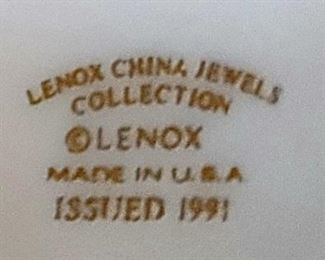 LENOX CHINA JEWELS
COLLECTION
©LENOX
MADE IN U.S.A
ISSUED 1991